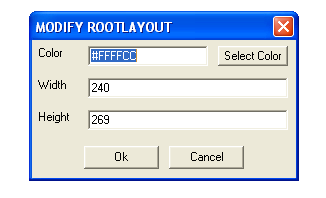 MODIFY ROOTLAYOUT
Color #FFFFCC Select Color
Width 240
Height 269
Ok Cancel